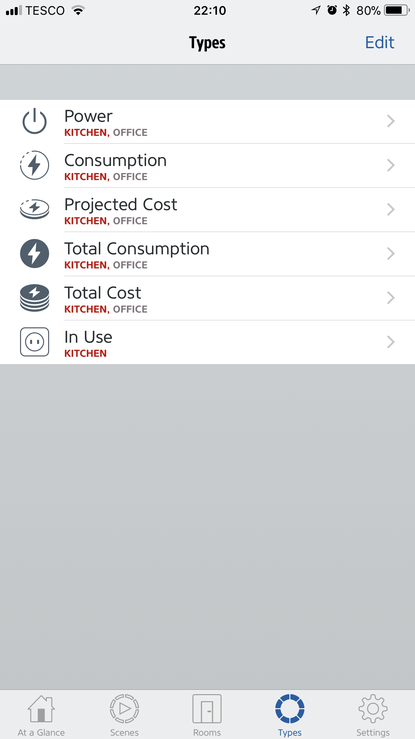 TESCO 22:10 80%
Types Edit
Power
KITCHEN, OFFICE
Consumption
KITCHEN, OFFICE
Projected Cost
KITCHEN, OFFICE
Total Consumption
KITCHEN, OFFICE
Total Cost
KITCHEN, OFFICE
In Use
KITCHEN
At a Glance Scenes Rooms Types Settings